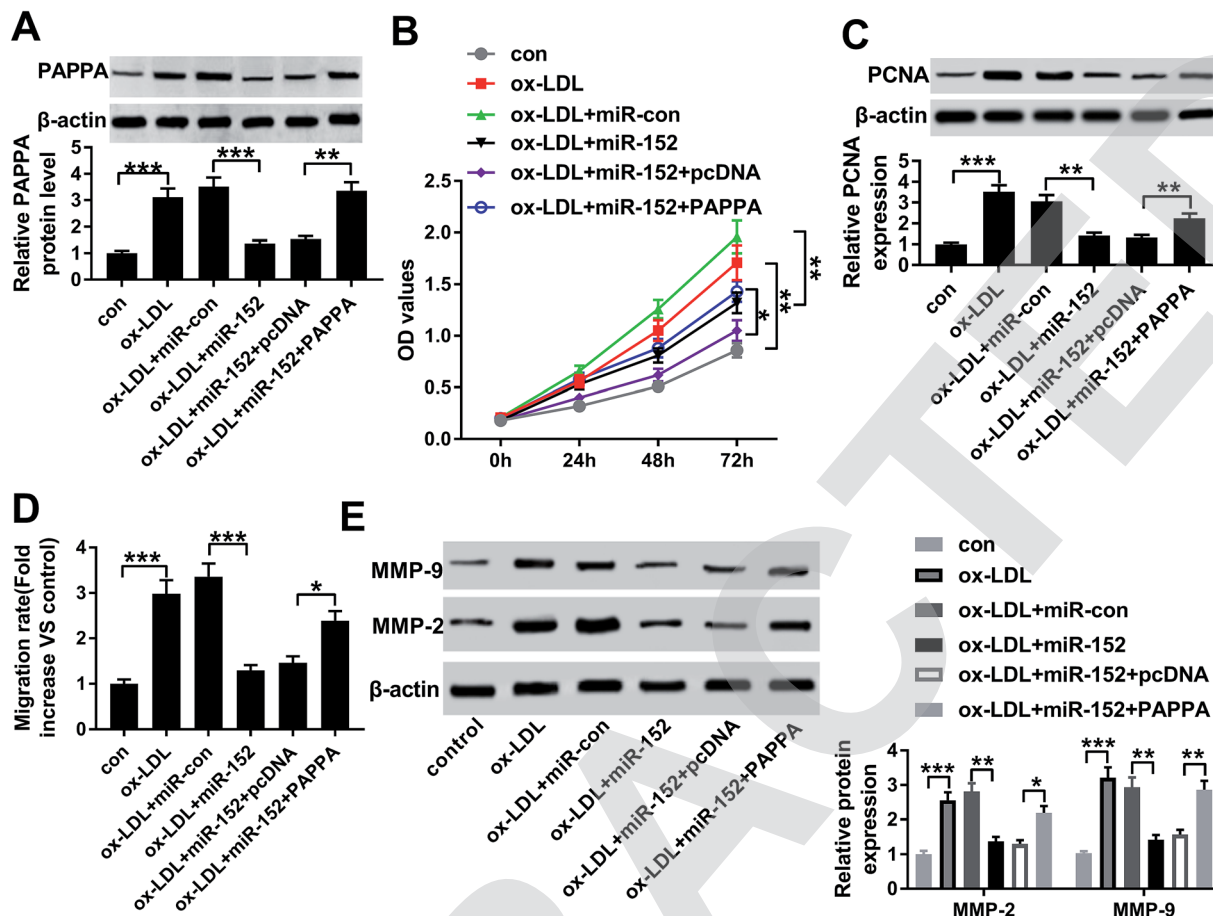 A
PAPPA
β-actin
Relative PAPPA
protein level
5
4
3
2
1
0
***
***
**
con
ox-LDL
ox-LDL+miR-con
ox-LDL+miR-152
ox-LDL+miR-152+pcDNA
ox-LDL+miR-152+PAPPA
B
con
ox-LDL
ox-LDL+miR-con
ox-LDL+miR-152
ox-LDL+miR-152+pcDNA
ox-LDL+miR-152+PAPPA
OD values
2.5
2.0
1.5
1.0
0.5
0.0
0h
24h
48h
72h
*
**
**
C
PCNA
β-actin
Relative PCNA
expression
5
4
3
2
1
0
***
**
**
con
ox-LDL
ox-LDL+miR-con
ox-LDL+miR-152
ox-LDL+miR-152+pcDNA
ox-LDL+miR-152+PAPPA
D
Migration rate(Fold
increase VS control)
4
3
2
1
0
***
***
*
con
ox-LDL
ox-LDL+miR-con
ox-LDL+miR-152
ox-LDL+miR-152+pcDNA
ox-LDL+miR-152+PAPPA
E
MMP-9
MMP-2
β-actin
control
ox-LDL
ox-LDL+miR-con
ox-LDL+miR-152
ox-LDL+miR-152+pcDNA
ox-LDL+miR-152+PAPPA
con
ox-LDL
ox-LDL+miR-con
ox-LDL+miR-152
ox-LDL+miR-152+pcDNA
ox-LDL+miR-152+PAPPA
Relative protein
expression
4
3
2
1
0
***
**
*
***
**
**
MMP-2
MMP-9